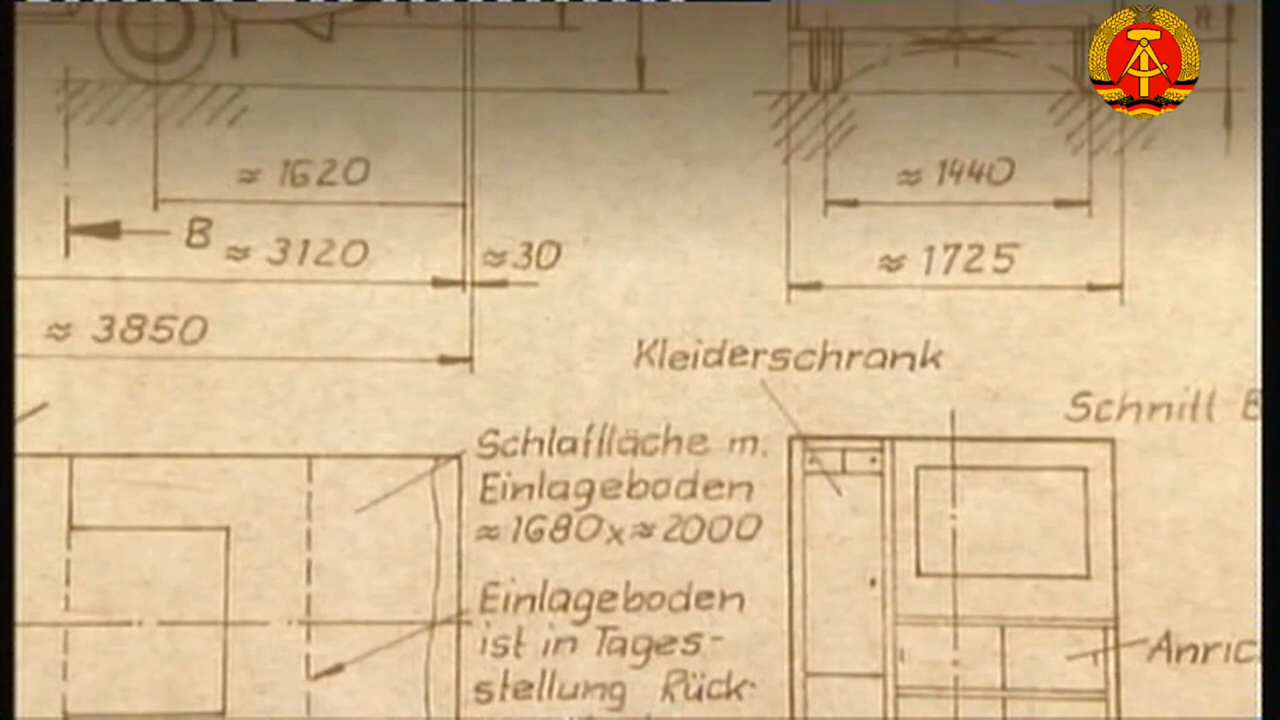 ≈ 1620
≈ 1440
B
≈ 3120
≈30
≈ 1725
≈ 3850
Kleiderschrank
Schnitt B
Schlaffläche m.
Einlageboden
≈ 1680 x ≈ 2000
Einlageboden
ist in Tages-
stellung Rück-
Anric